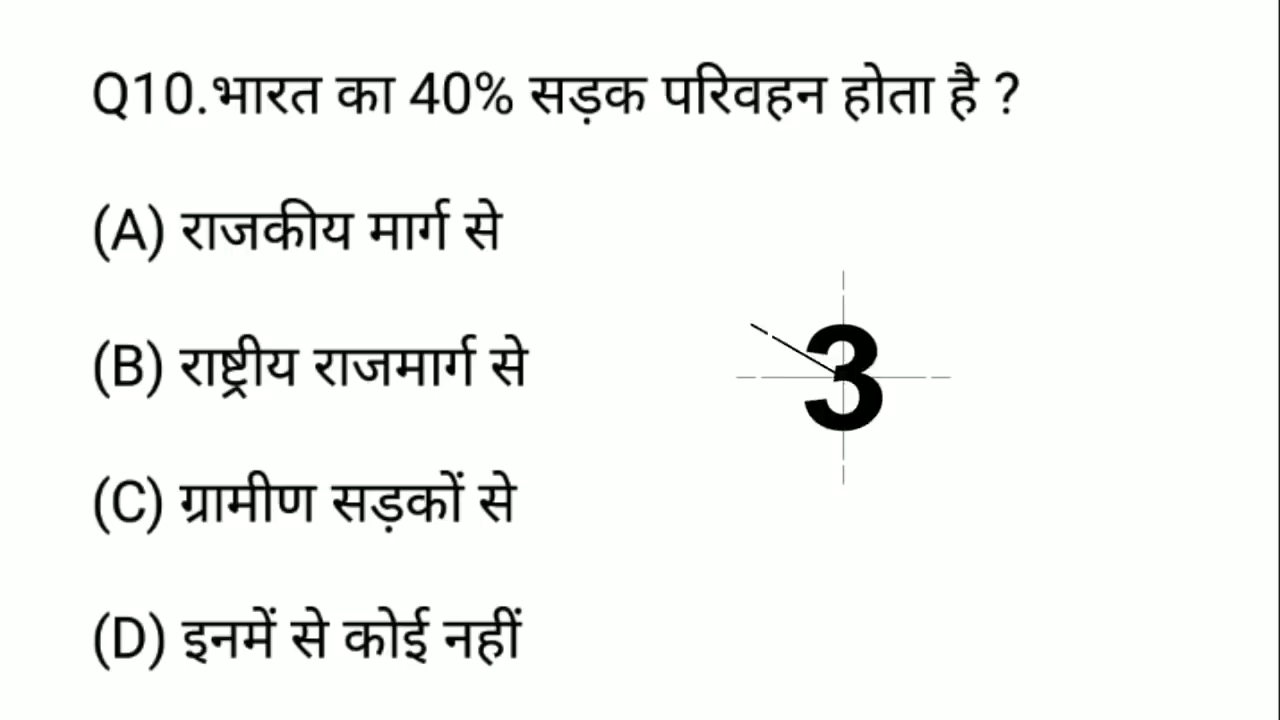 Q10.भारत का 40% सड़क परिवहन होता है ?
(A) राजकीय मार्ग से
(B) राष्ट्रीय राजमार्ग से
3
(C) ग्रामीण सड़कों से
(D) इनमें से कोई नहीं